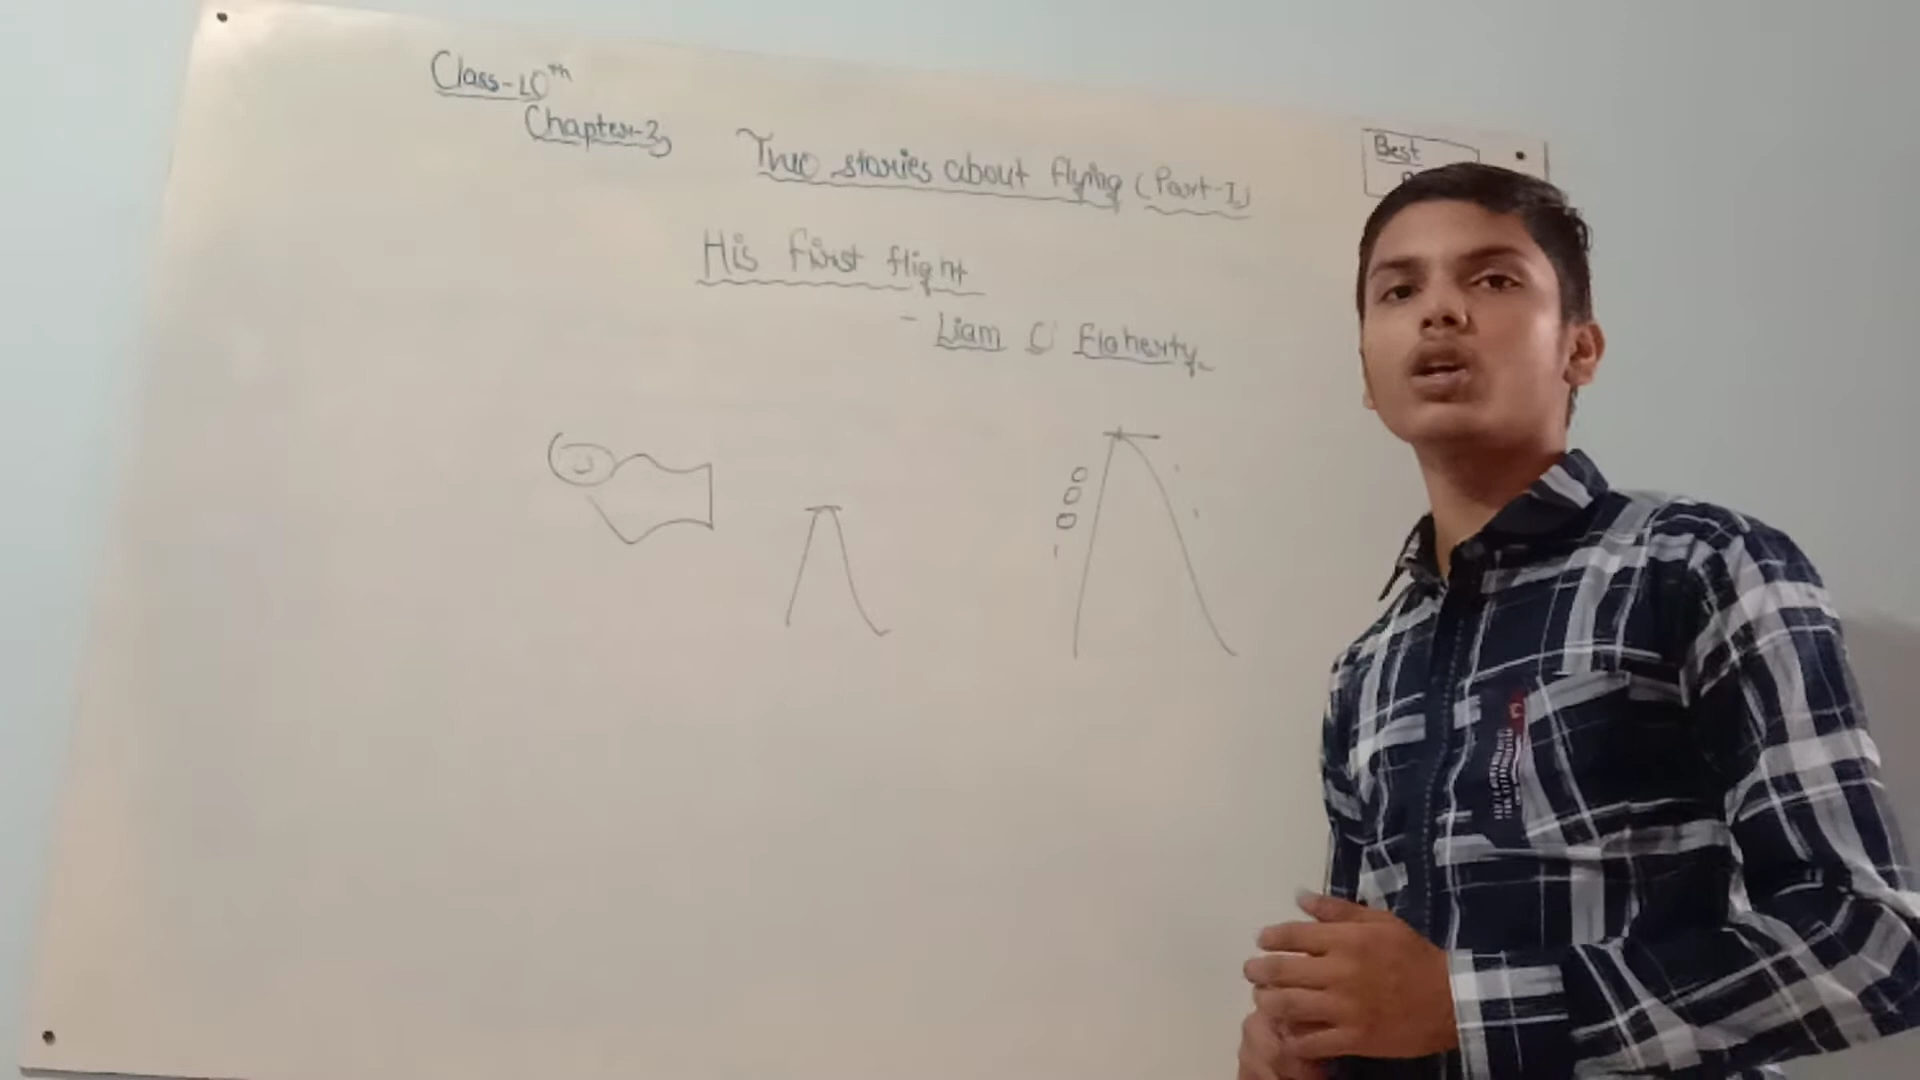 Class-10th
Chapter-3
Two stories about flying (Part-I)
Best
His first flight
- Liam O Flaherty